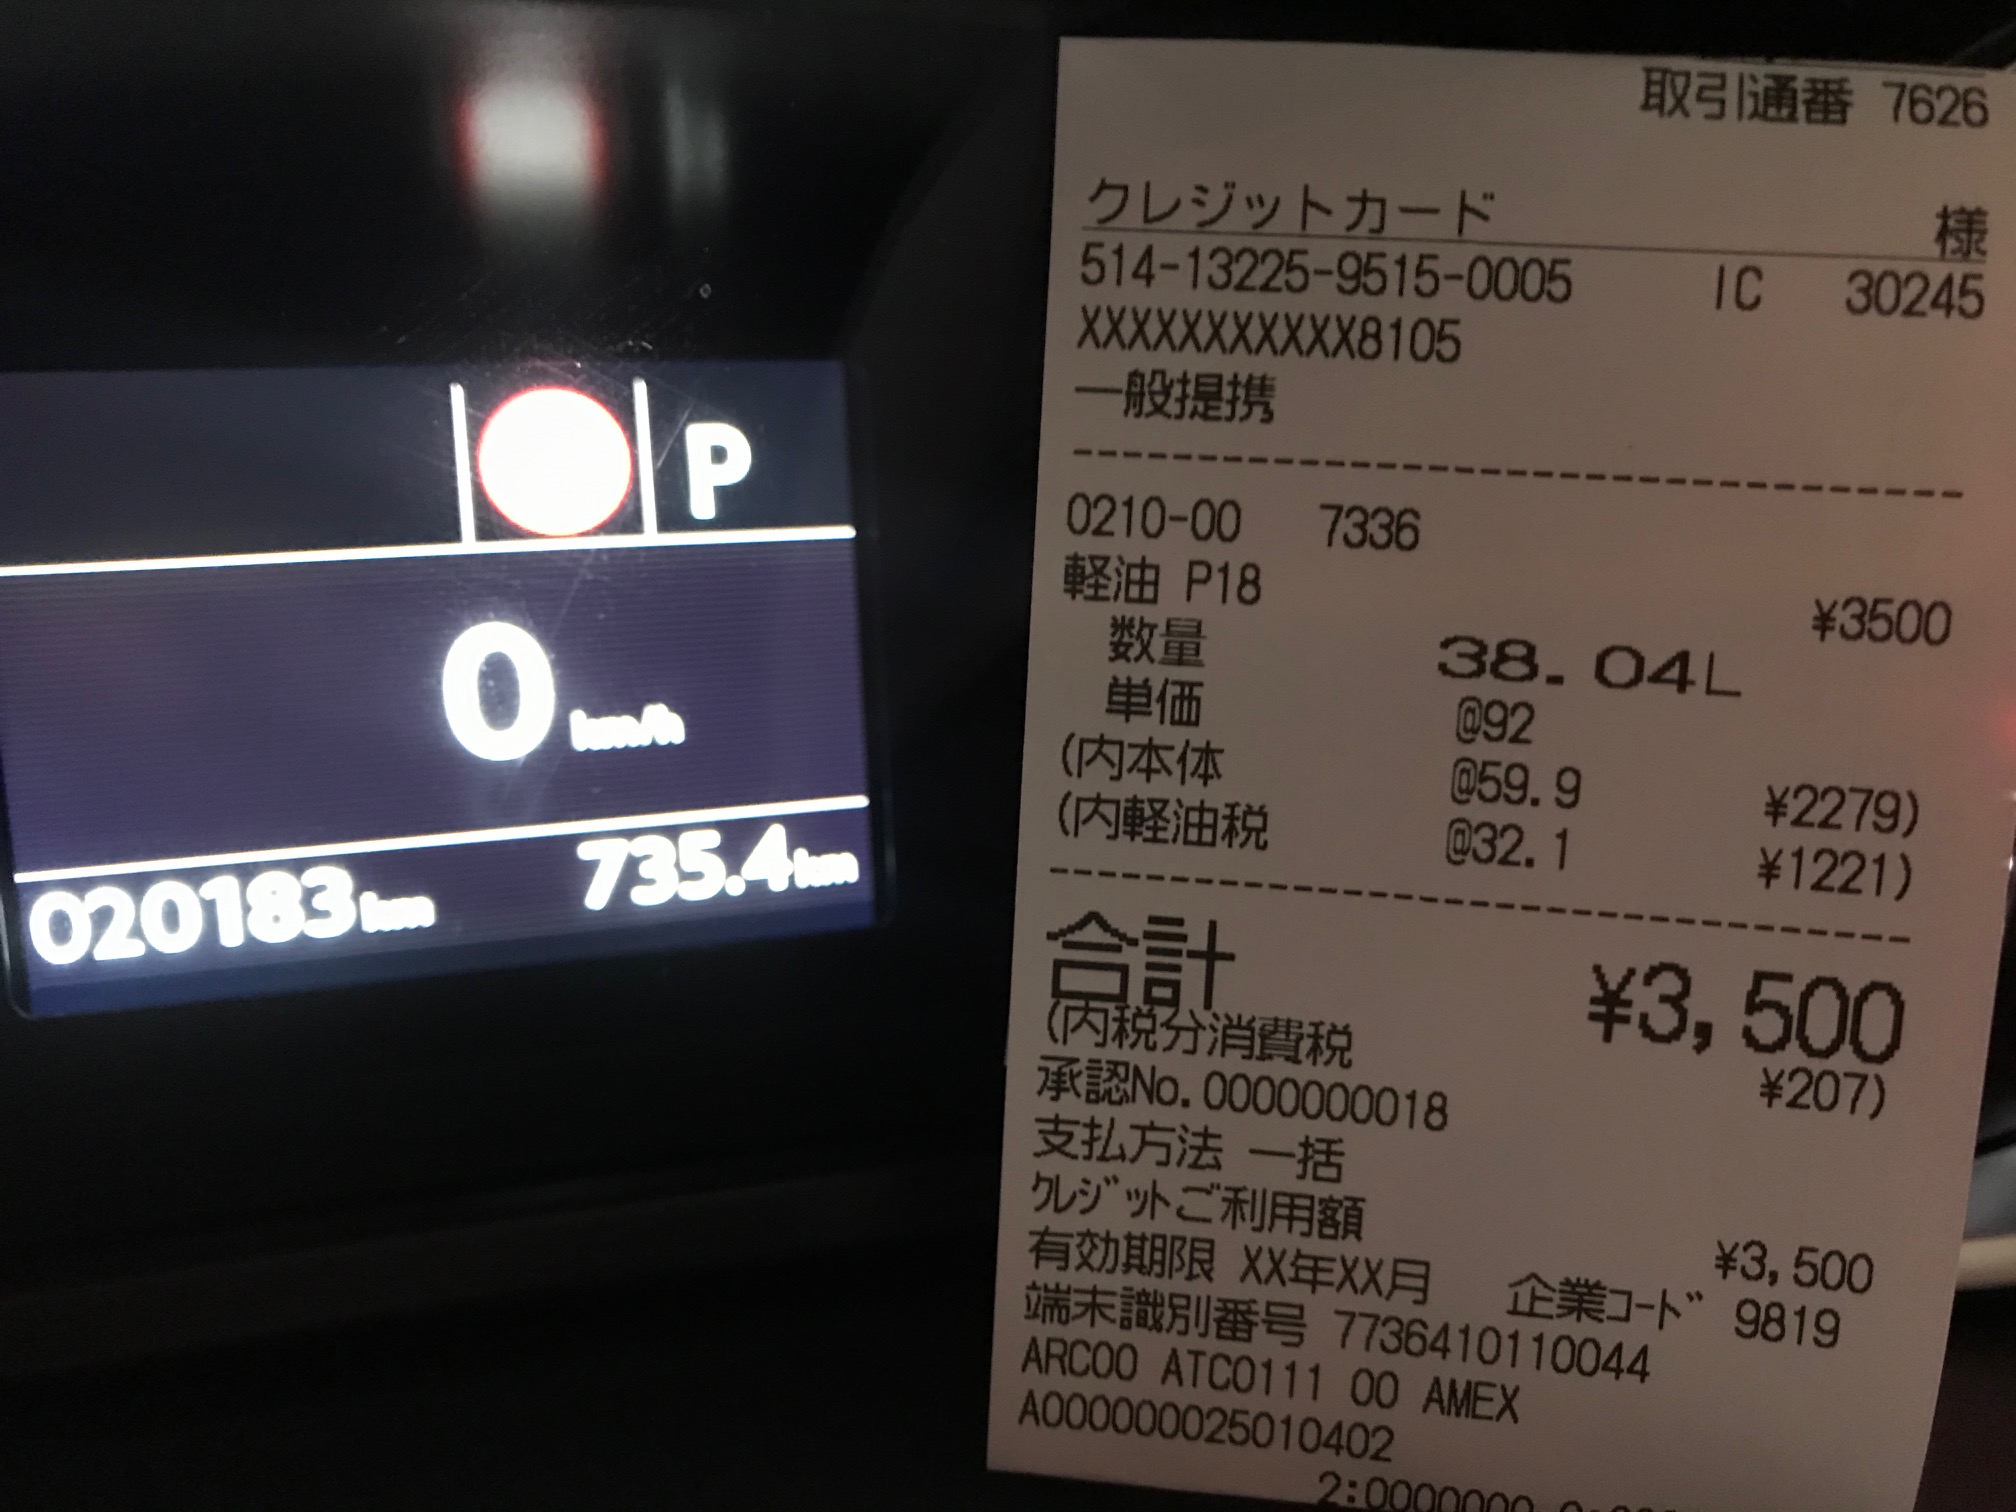 P
0 km/h
020183 km 735.4 km
取引通番 7626
クレジットカード 様
514-13225-9515-0005 IC 30245
XXXXXXXXXXXX8105
一般提携
0210-00 7336
軽油 P18 ¥3500
数量 38.04L
単価 @92
(内本体 @59.9 ¥2279)
(内軽油税 @32.1 ¥1221)
合計 ¥3,500
(内税分消費税 ¥207)
承認No.0000000018
支払方法 一括
クレジットご利用額 ¥3,500
有効期限 XX年XX月 企業コード 9819
端末識別番号 7736410110044
ARC00 ATC0111 00 AMEX
A000000025010402